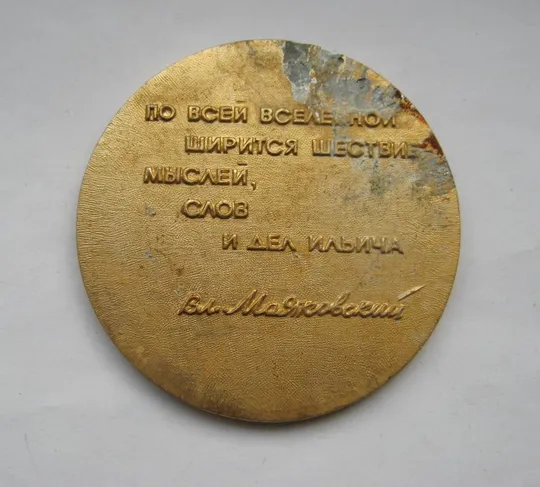 ПО ВСЕЙ ВСЕЛЕННОЙ
ШИРИТСЯ ШЕСТВИЕ
МЫСЛЕЙ,
СЛОВ
И ДЕЛ ИЛЬИЧА
Вл. Маяковский